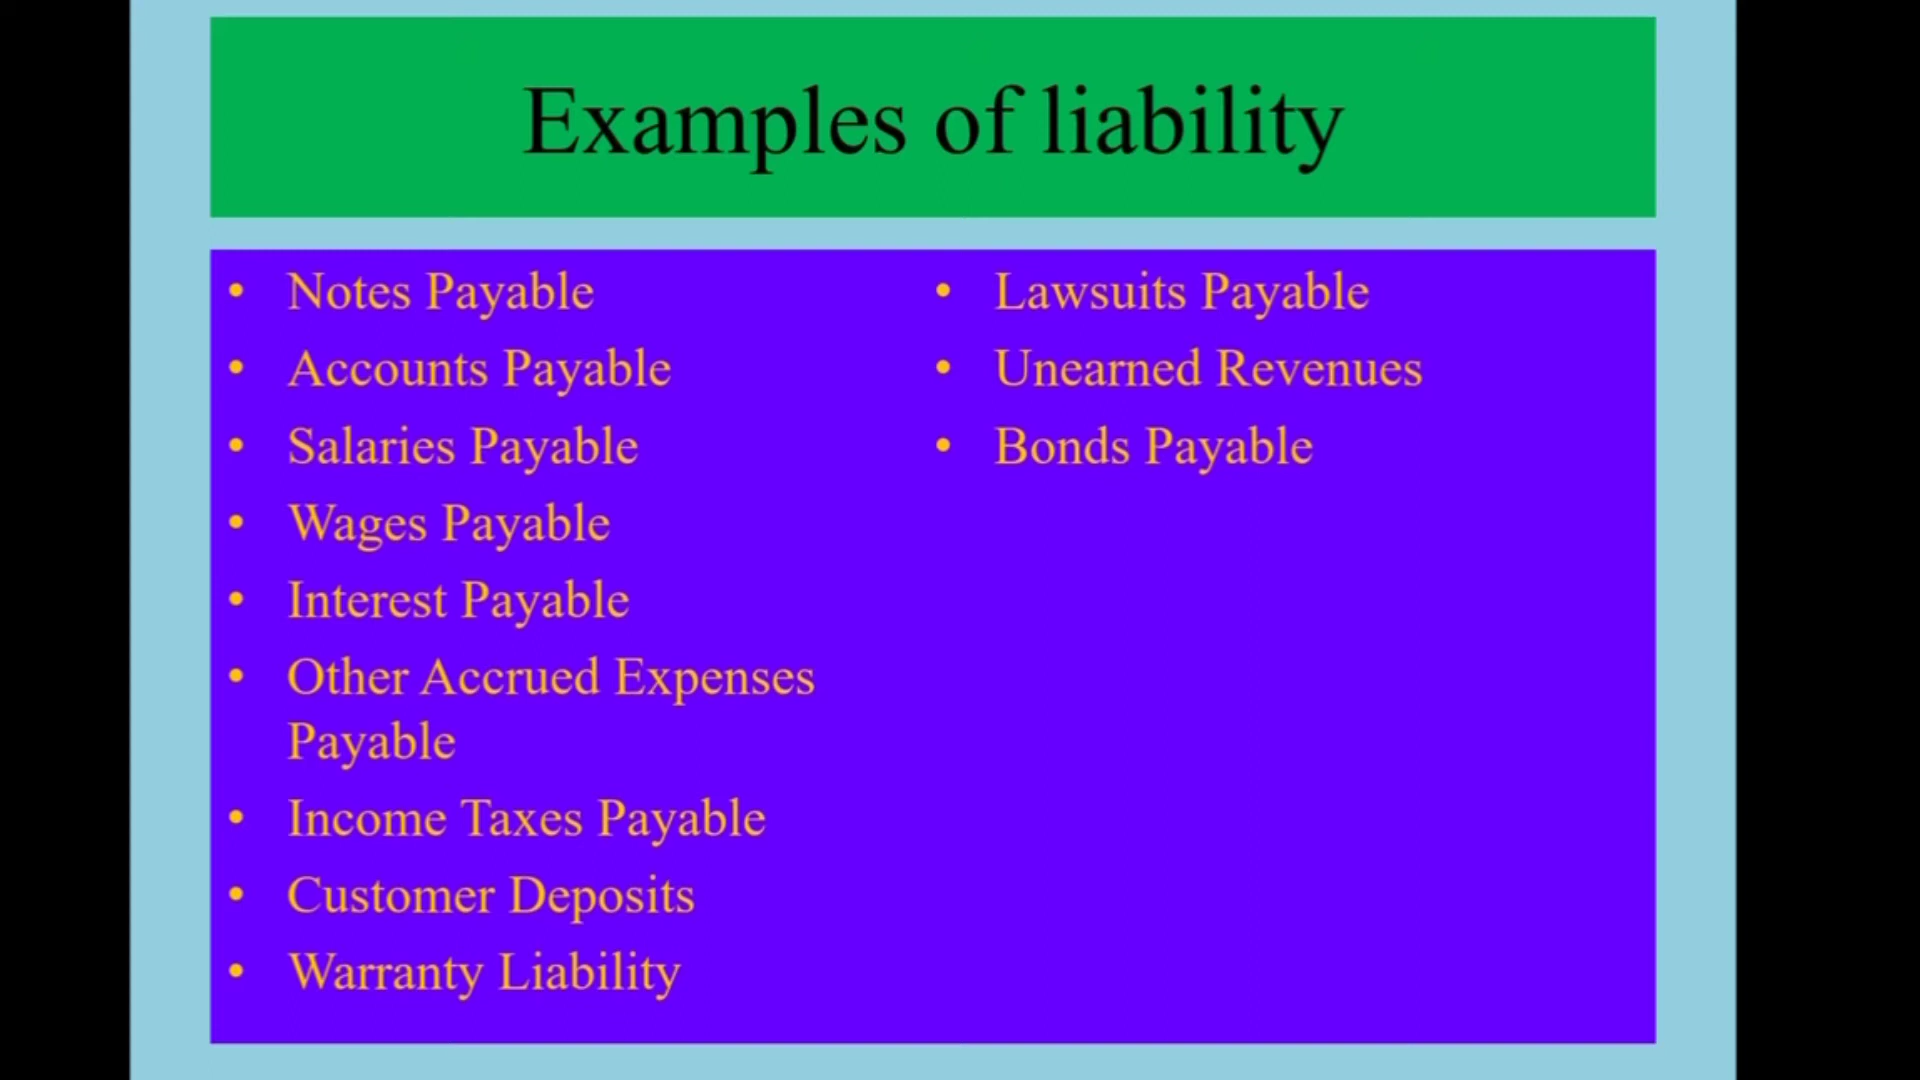 Examples of liability
• Notes Payable
• Accounts Payable
• Salaries Payable
• Wages Payable
• Interest Payable
• Other Accrued Expenses
Payable
• Income Taxes Payable
• Customer Deposits
• Warranty Liability
• Lawsuits Payable
• Unearned Revenues
• Bonds Payable